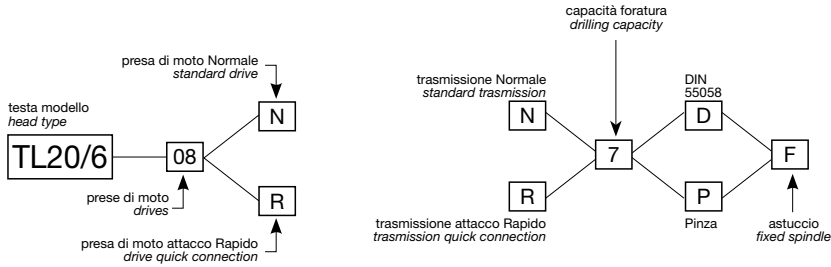 presa di moto Normale
standard drive
testa modello
head type
TL20/6
08
N
R
prese di moto
drives
presa di moto attacco Rapido
drive quick connection
capacità foratura
drilling capacity
trasmissione Normale
standard trasmission
N
R
7
DIN
55058
D
P
Pinza
F
trasmissione attacco Rapido
trasmission quick connection
astuccio
fixed spindle